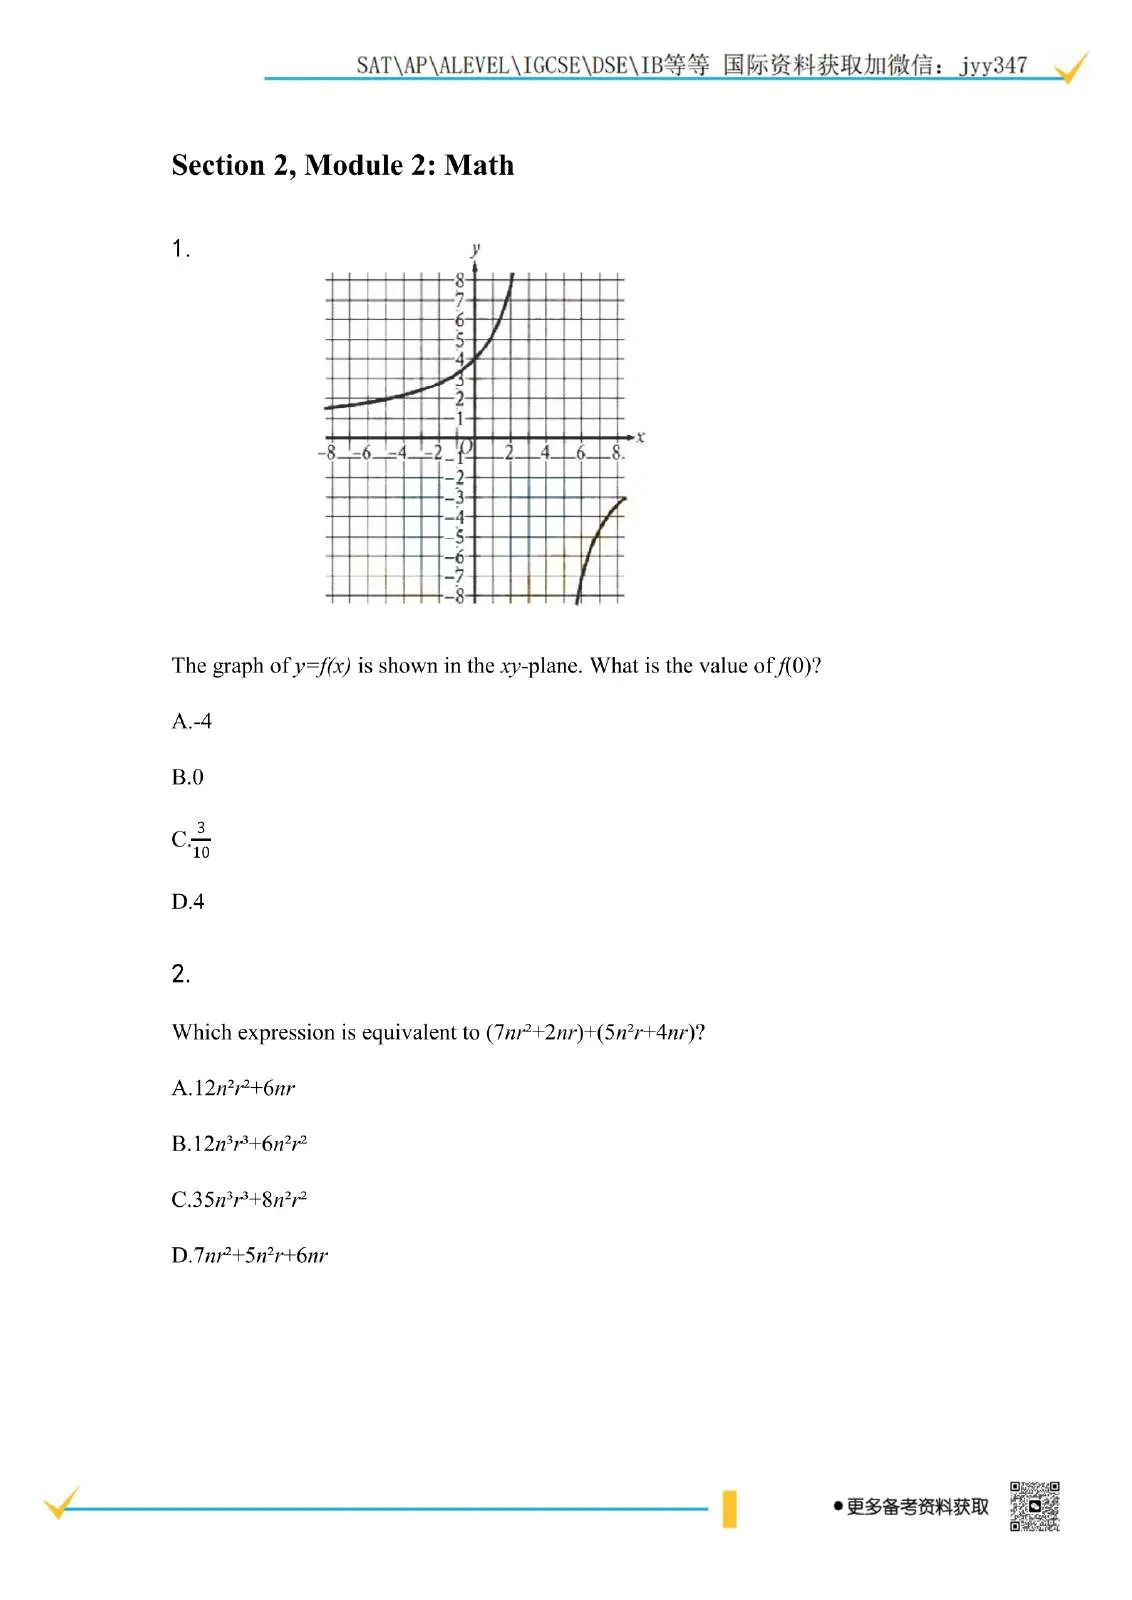 SAT\AP\ALEVEL\IGCSE\DSE\IB等等 国际资料获取加微信：jyy347
Section 2, Module 2: Math
1.
y
8
7
6
5
4
3
2
1
-8 -6 -4 -2 O 2 4 6 8 x
-1
-2
-3
-4
-5
-6
-7
-8
The graph of y=f(x) is shown in the xy-plane. What is the value of f(0)?
A.-4
B.0
C.3/10
D.4
2.
Which expression is equivalent to (7nr²+2nr)+(5n²r+4nr)?
A.12n²r²+6nr
B.12n³r³+6n²r²
C.35n³r³+8n²r²
D.7nr²+5n²r+6nr
●更多备考资料获取